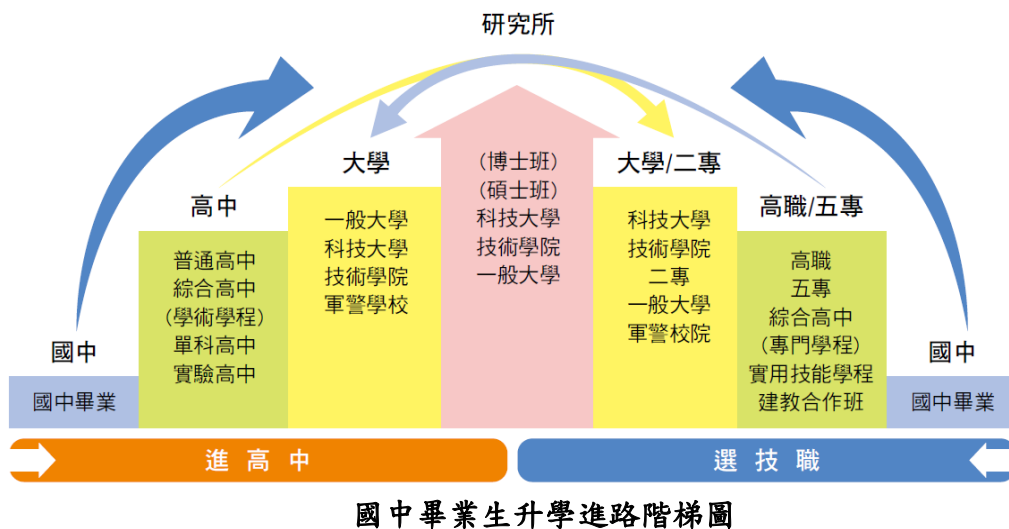 研究所
大學
(博士班)
(碩士班)
科技大學
技術學院
一般大學
大學/二專
高中
一般大學
科技大學
技術學院
軍警學校
科技大學
技術學院
二專
一般大學
軍警校院
高職/五專
普通高中
綜合高中
(學術學程)
單科高中
實驗高中
高職
五專
綜合高中
(專門學程)
實用技能學程
建教合作班
國中
國中畢業
國中
國中畢業
進高中
選技職
國中畢業生升學進路階梯圖